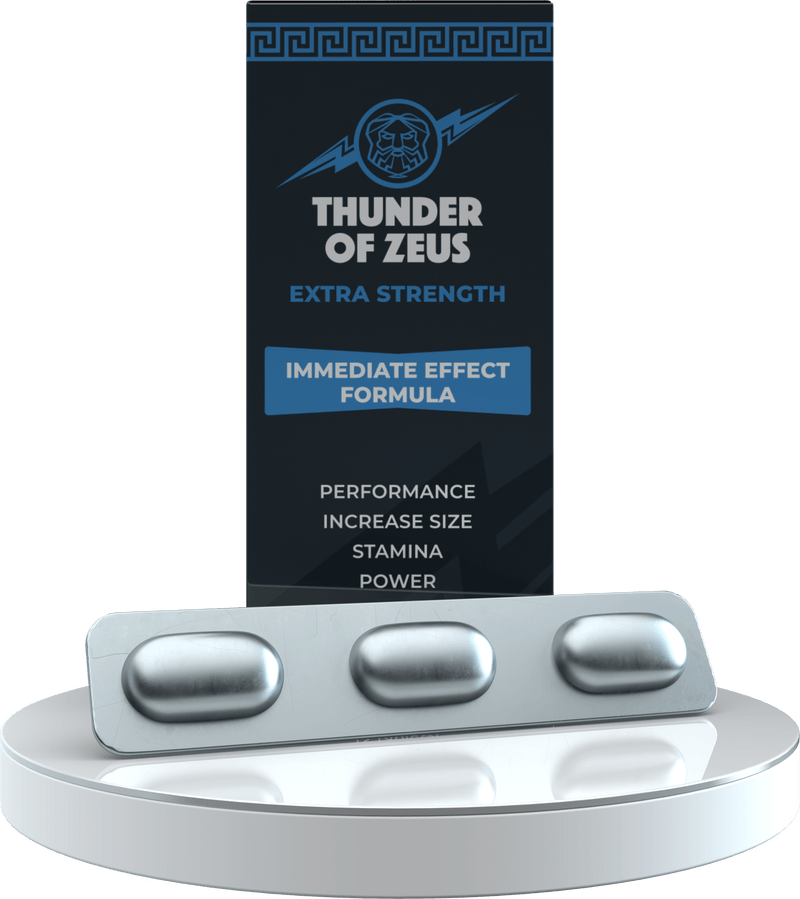 THUNDER
OF ZEUS
EXTRA STRENGTH
IMMEDIATE EFFECT
FORMULA
PERFORMANCE
INCREASE SIZE
STAMINA
POWER